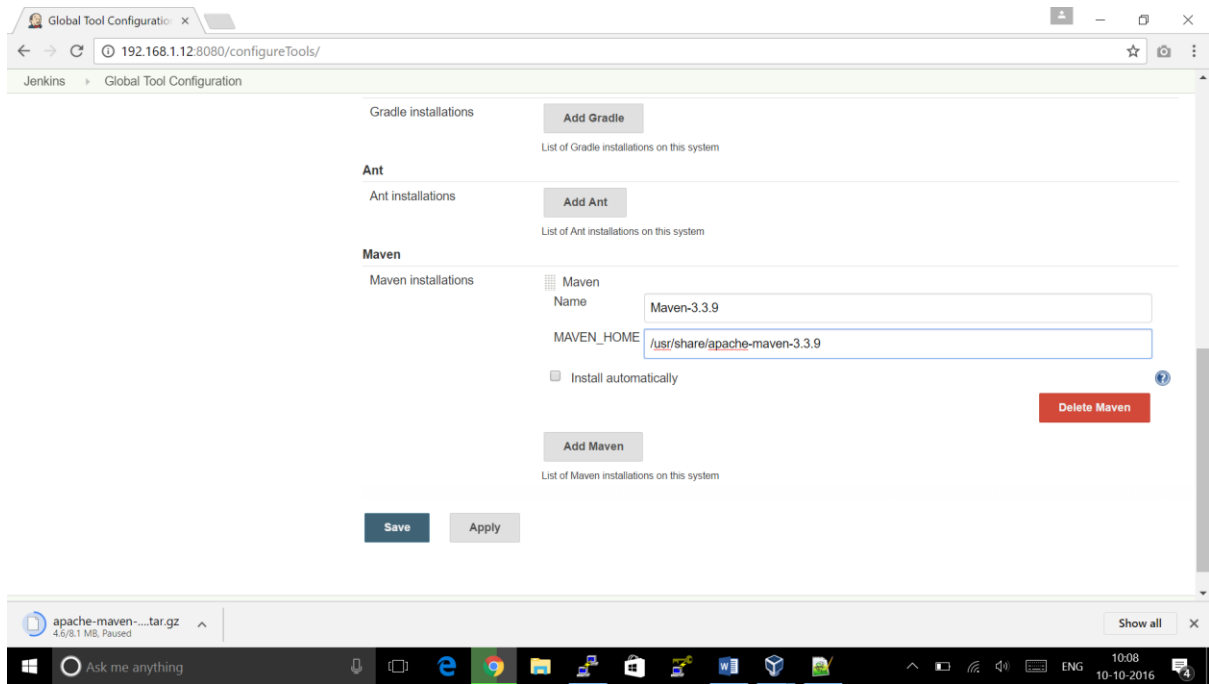 Global Tool Configuration
192.168.1.12:8080/configureTools/
Jenkins Global Tool Configuration
Gradle installations
Add Gradle
List of Gradle installations on this system
Ant
Ant installations
Add Ant
List of Ant installations on this system
Maven
Maven installations
Maven
Name
Maven-3.3.9
MAVEN_HOME
/usr/share/apache-maven-3.3.9
Install automatically
Delete Maven
Add Maven
List of Maven installations on this system
Save Apply
apache-maven-....tar.gz
4.6/8.1 MB, Paused
Show all
Ask me anything
ENG
10:08
10-10-2016
4